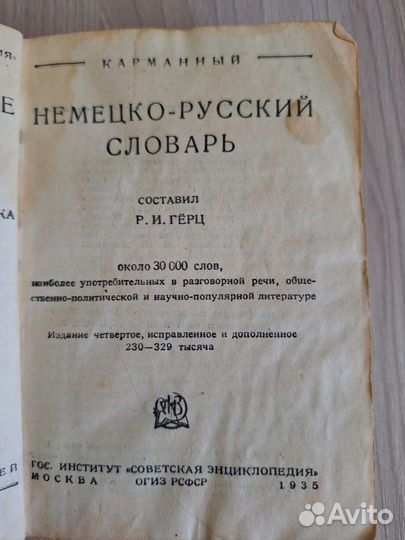 КАРМАННЫЙ
НЕМЕЦКО-РУССКИЙ
СЛОВАРЬ
СОСТАВИЛ
Р. И. ГЁРЦ
ОКОЛО 30 000 СЛОВ,
наиболее употребительных в разговорной речи, обще-
ственно-политической и научно-популярной литературе
Издание четвертое, исправленное и дополненное
230—329 тысяча
ГОС. ИНСТИТУТ «СОВЕТСКАЯ ЭНЦИКЛОПЕДИЯ»
МОСКВА ОГИЗ РСФСР 1935
Avito